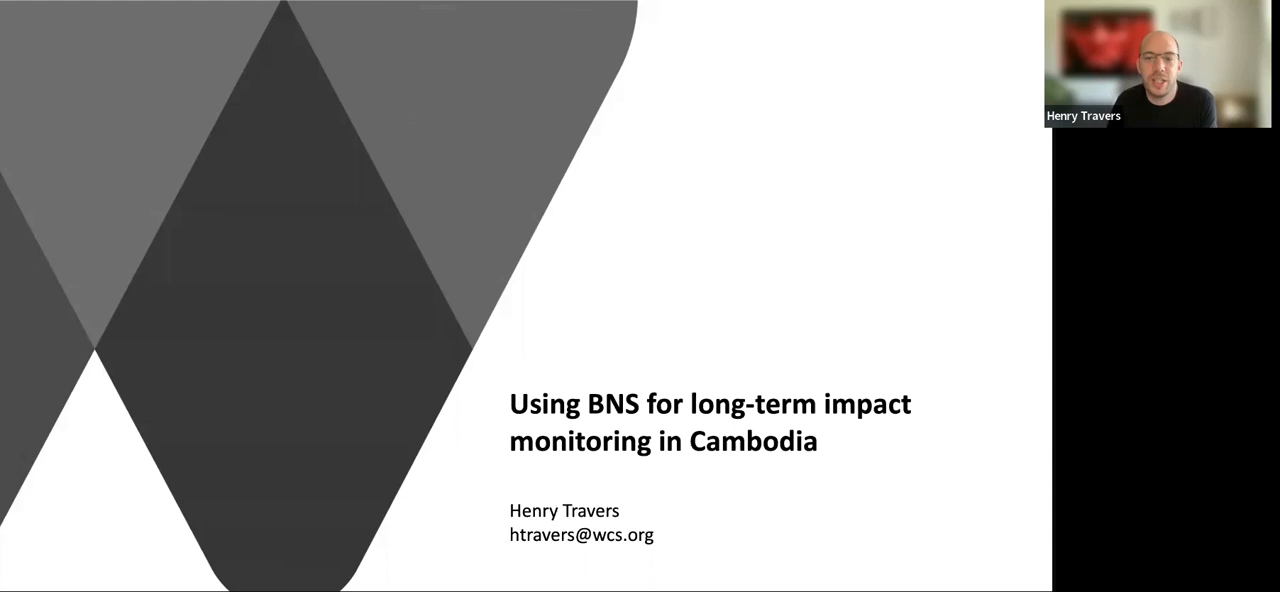 Henry Travers
Using BNS for long-term impact
monitoring in Cambodia
Henry Travers
htravers@wcs.org